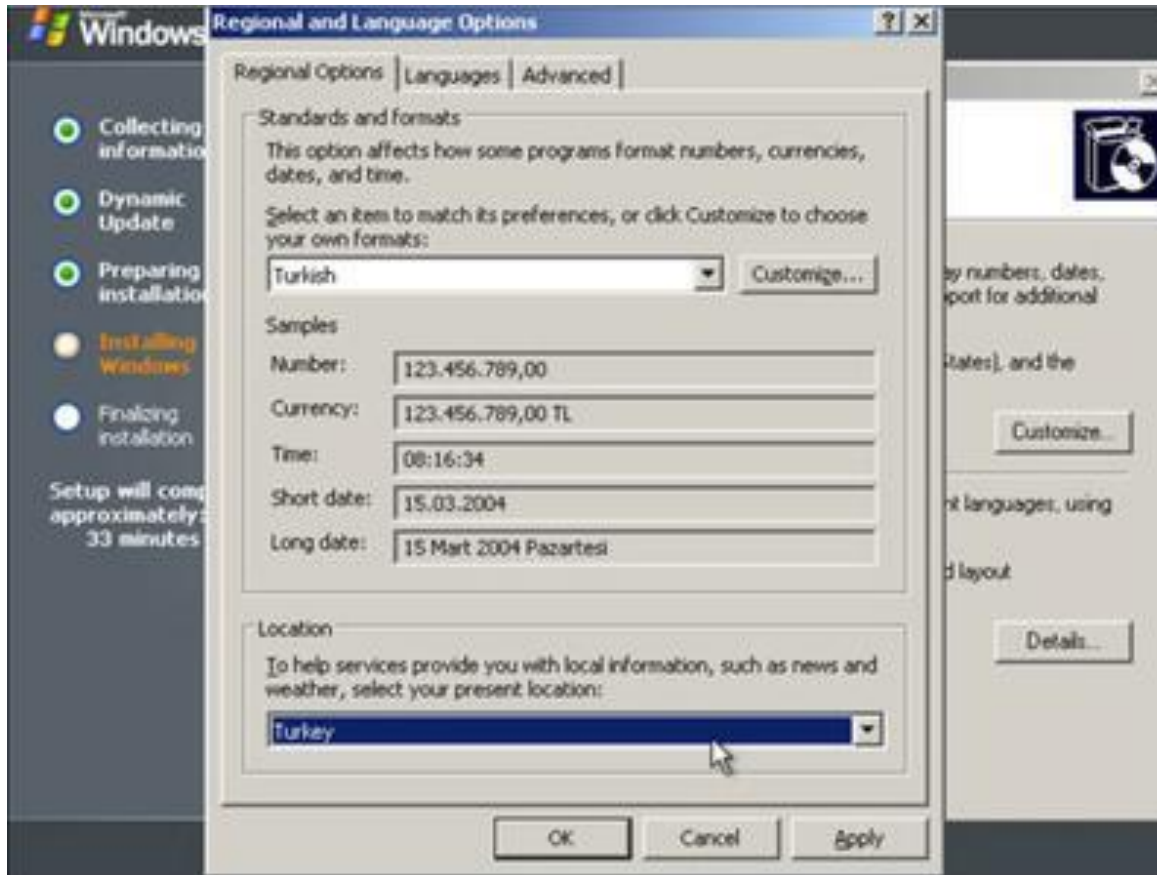 Microsoft
Windows
Regional and Language Options
Regional Options
Languages
Advanced
Collecting
informatio
Dynamic
Update
Preparing
installatio
Installing
Windows
Finalizing
installation
Setup will comp
approximately:
33 minutes
Standards and formats
This option affects how some programs format numbers, currencies,
dates, and time.
Select an item to match its preferences, or click Customize to choose
your own formats:
Turkish
Customize...
Samples
Number:
123.456.789,00
Currency:
123.456.789,00 TL
Time:
08:16:34
Short date:
15.03.2004
Long date:
15 Mart 2004 Pazartesi
Location
To help services provide you with local information, such as news and
weather, select your present location:
Turkey
OK
Cancel
Apply
ay numbers, dates,
port for additional
States), and the
Customize...
nt languages, using
d layout
Details...